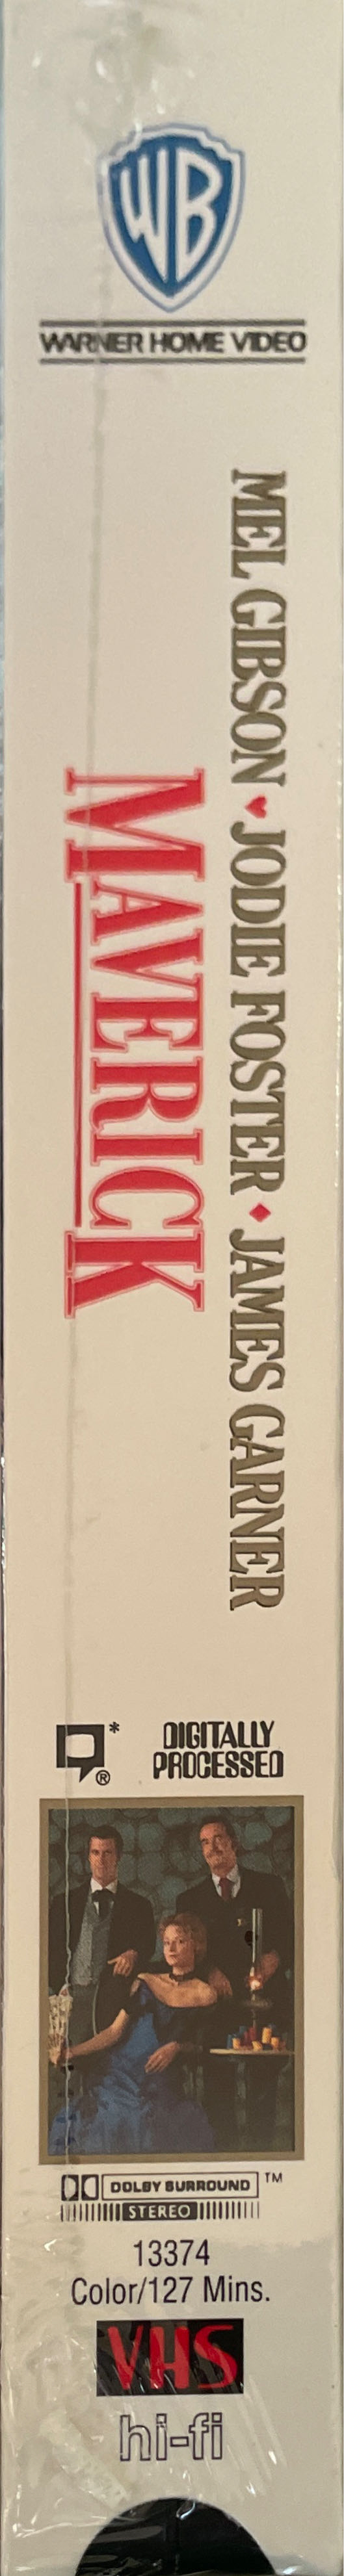 WB
WARNER HOME VIDEO
MEL GIBSON ♥ JODIE FOSTER ♦ JAMES GARNER
MAVERICK
* ®
DIGITALLY
PROCESSED
DOLBY SURROUND ™
STEREO
13374
Color/127 Mins.
VHS
hi-fi